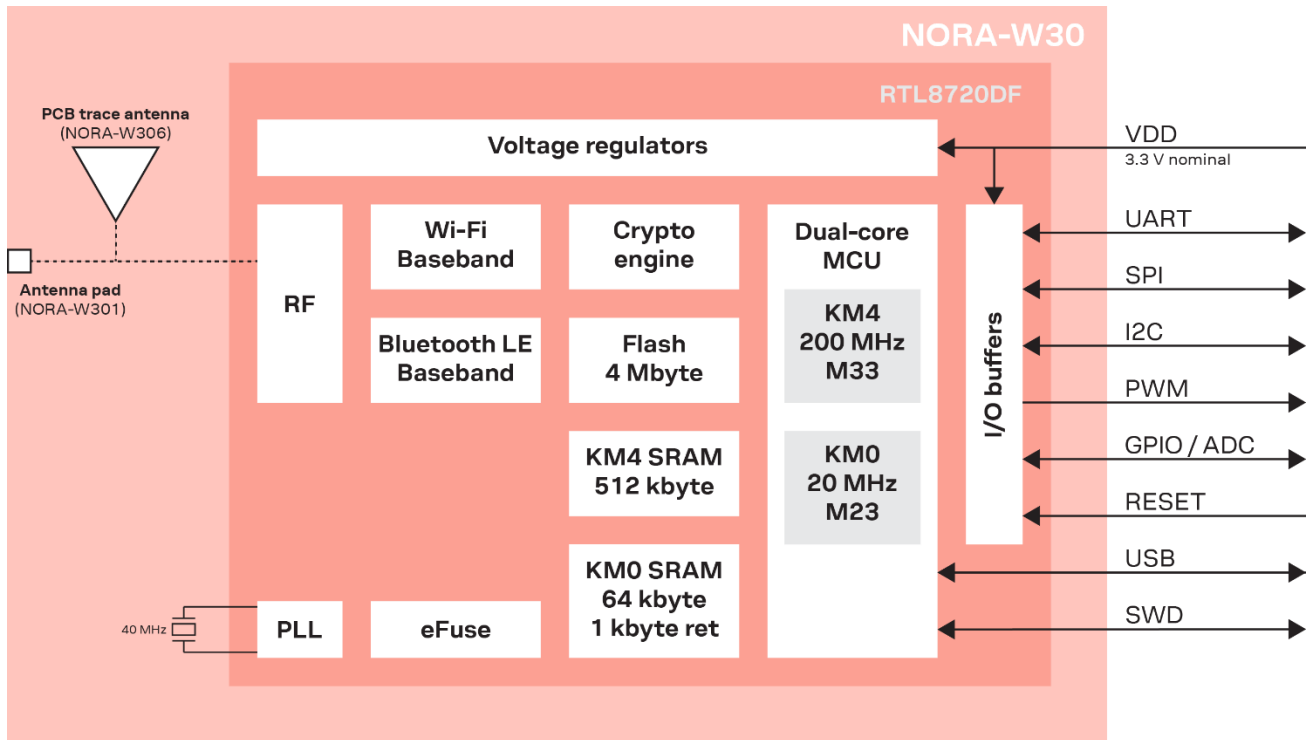 NORA-W30
RTL8720DF
PCB trace antenna
(NORA-W306)
Antenna pad
(NORA-W301)
Voltage regulators
RF
Wi-Fi
Baseband
Crypto
engine
Dual-core
MCU
KM4
200 MHz
M33
Bluetooth LE
Baseband
Flash
4 Mbyte
KM4 SRAM
512 kbyte
KM0
20 MHz
M23
KM0 SRAM
64 kbyte
1 kbyte ret
40 MHz
PLL
eFuse
I/O buffers
VDD
3.3 V nominal
UART
SPI
I2C
PWM
GPIO / ADC
RESET
USB
SWD